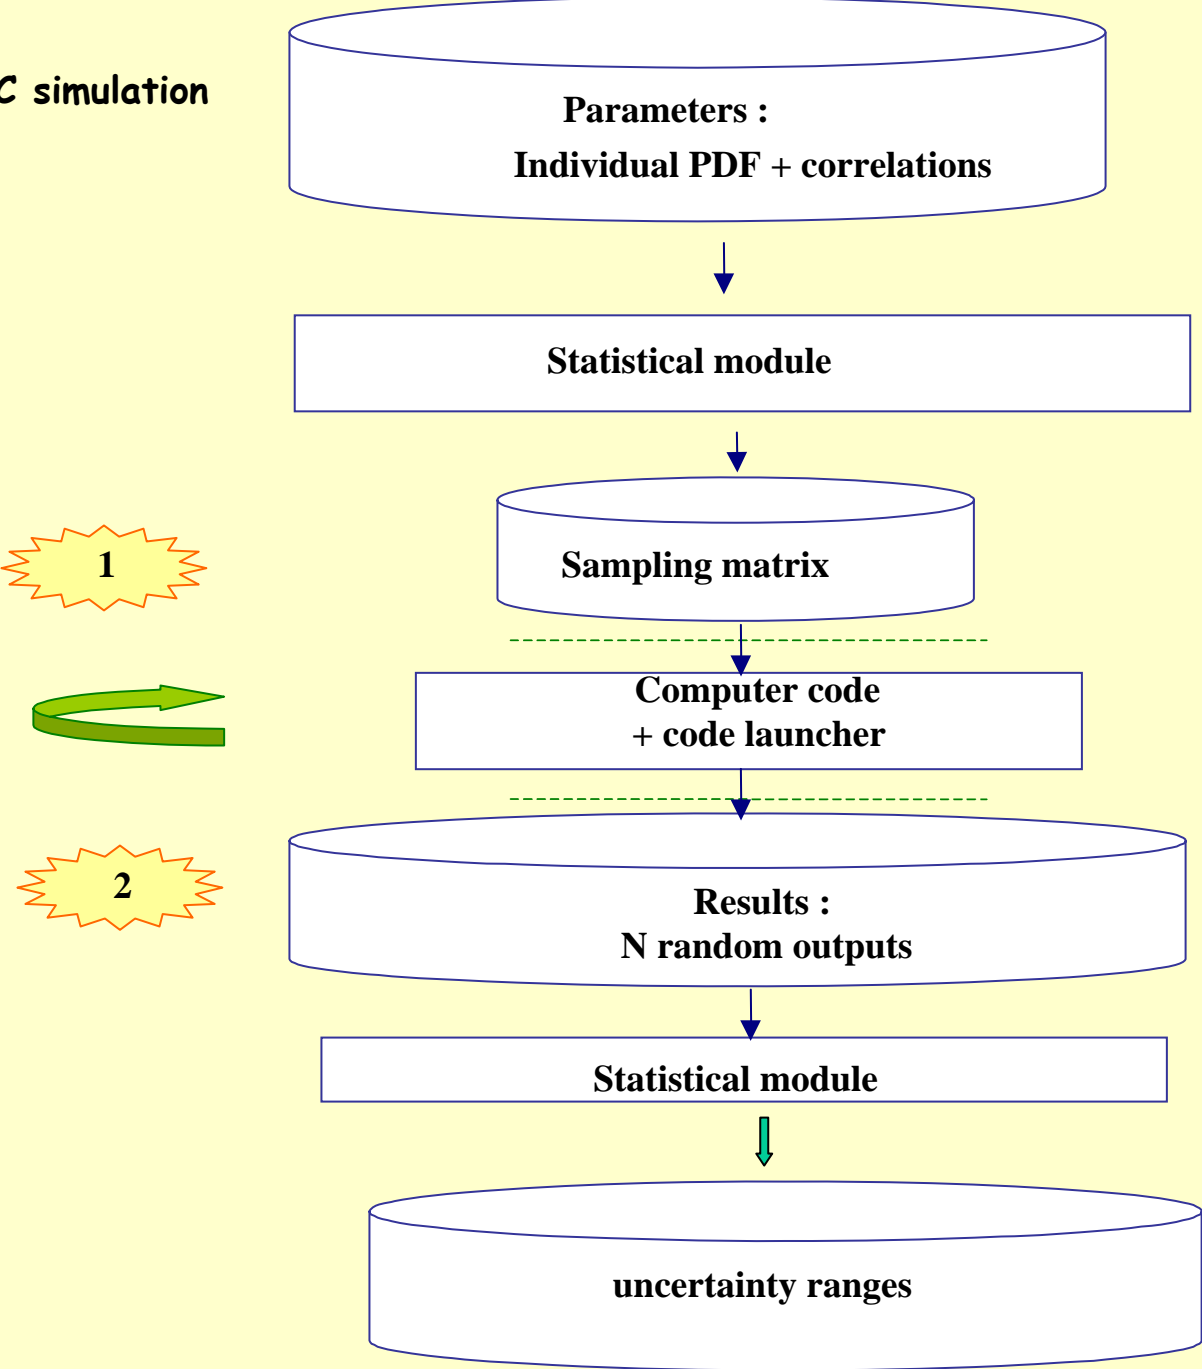 C simulation
Parameters :
Individual PDF + correlations
Statistical module
1
Sampling matrix
Computer code
+ code launcher
2
Results :
N random outputs
Statistical module
uncertainty ranges